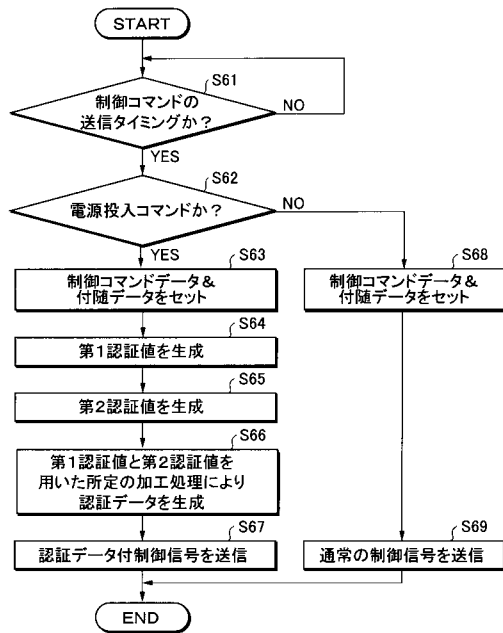 START
S61
制御コマンドの
送信タイミングか?
NO
YES
S62
電源投入コマンドか?
NO
YES
S63
制御コマンドデータ&
付随データをセット
S68
制御コマンドデータ&
付随データをセット
S64
第1認証値を生成
S65
第2認証値を生成
S66
第1認証値と第2認証値を
用いた所定の加工処理により
認証データを生成
S67
認証データ付制御信号を送信
S69
通常の制御信号を送信
END